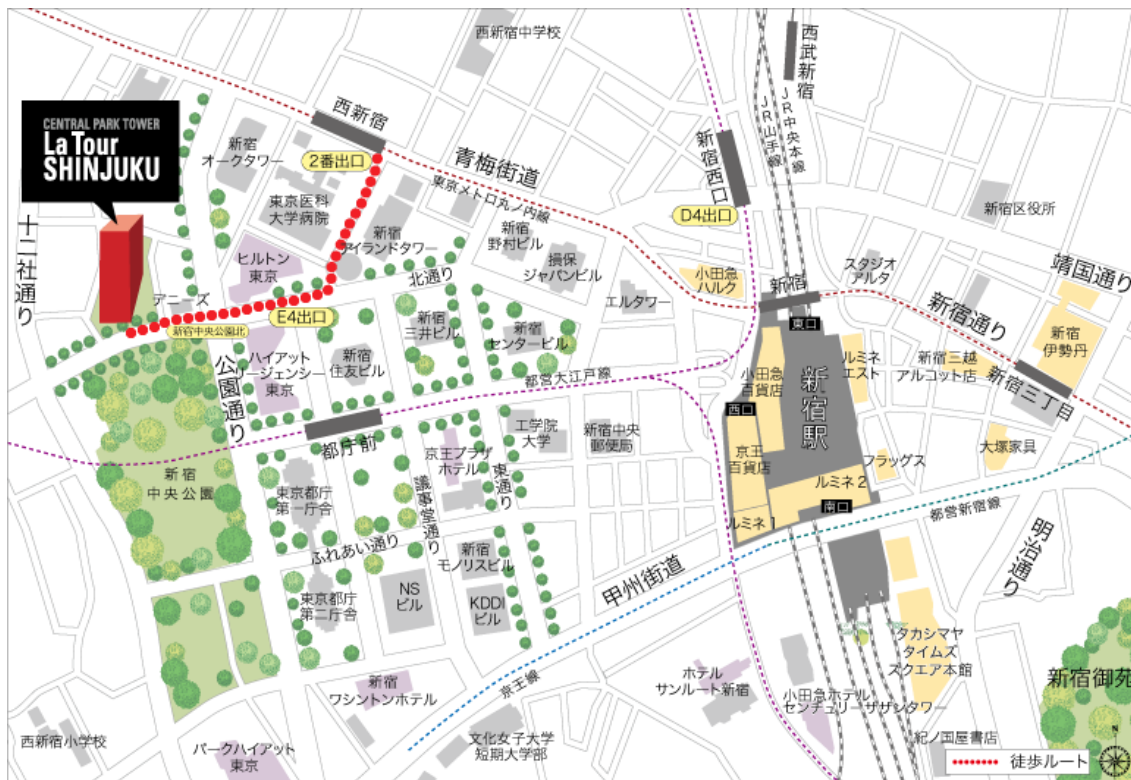 西新宿中学校
西武新宿
CENTRAL PARK TOWER
La Tour
SHINJUKU
西新宿
新宿
オークタワー
2番出口
青梅街道
JR山手線
JR中央本線
新宿西口
東京医科
大学病院
東京メトロ丸ノ内線
新宿区役所
D4出口
新宿
アイランドタワー
新宿
野村ビル
十二社通り
ヒルトン
東京
北通り
損保
ジャパンビル
小田急
ハルク
新宿
スタジオ
アルタ
靖国通り
デニーズ
エルタワー
新宿通り
E4出口
新宿中央公園北
新宿
三井ビル
新宿
センタービル
東口
新宿
伊勢丹
公園通り
ハイアット
リージェンシー
東京
新宿
住友ビル
都営大江戸線
小田急
百貨店
新宿駅
ルミネ
エスト
新宿三越
アルコット店
新宿三丁目
西口
都庁前
工学院
大学
新宿中央
郵便局
京王
百貨店
大塚家具
新宿
中央公園
京王プラザ
ホテル
東通り
フラッグス
東京都庁
第一庁舎
議事堂通り
ルミネ2
南口
ルミネ1
都営新宿線
ふれあい通り
新宿
モノリスビル
甲州街道
明治通り
東京都庁
第二庁舎
NS
ビル
KDDI
ビル
タカシマヤ
タイムズ
スクエア本館
新宿
ワシントンホテル
京王線
ホテル
サンルート新宿
小田急ホテル
センチュリーサザンタワー
新宿御苑
西新宿小学校
パークハイアット
東京
文化女子大学
短期大学部
紀ノ国屋書店
徒歩ルート
N